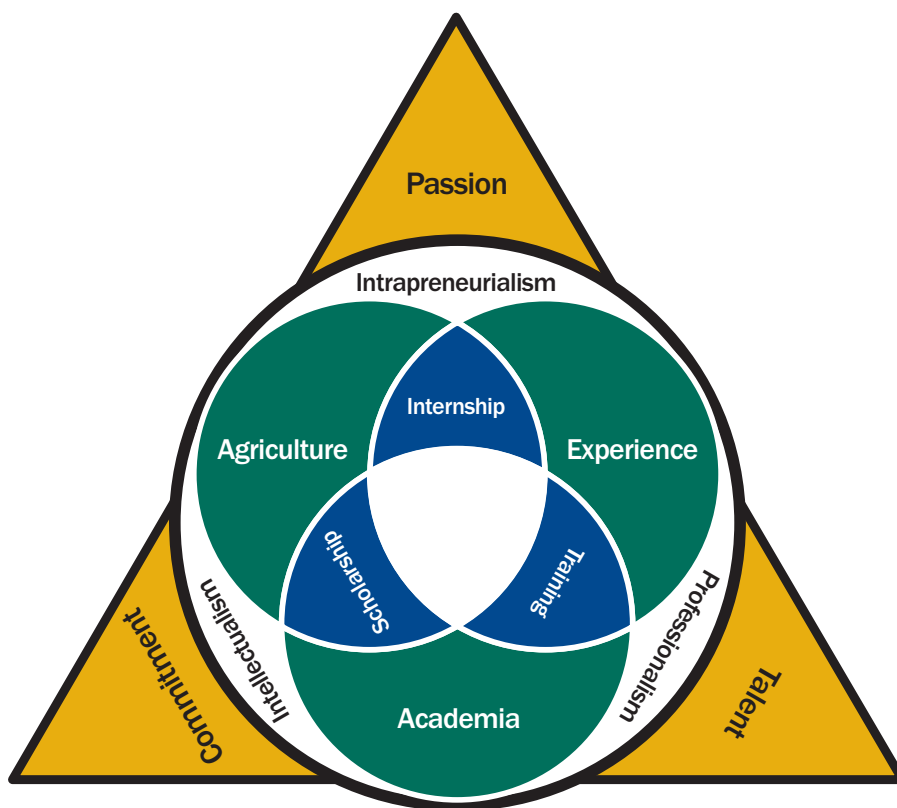 Passion
Intrapreneurialism
Internship
Agriculture
Experience
Scholarship
Training
Intellectualism
Professionalism
Commitment
Talent
Academia